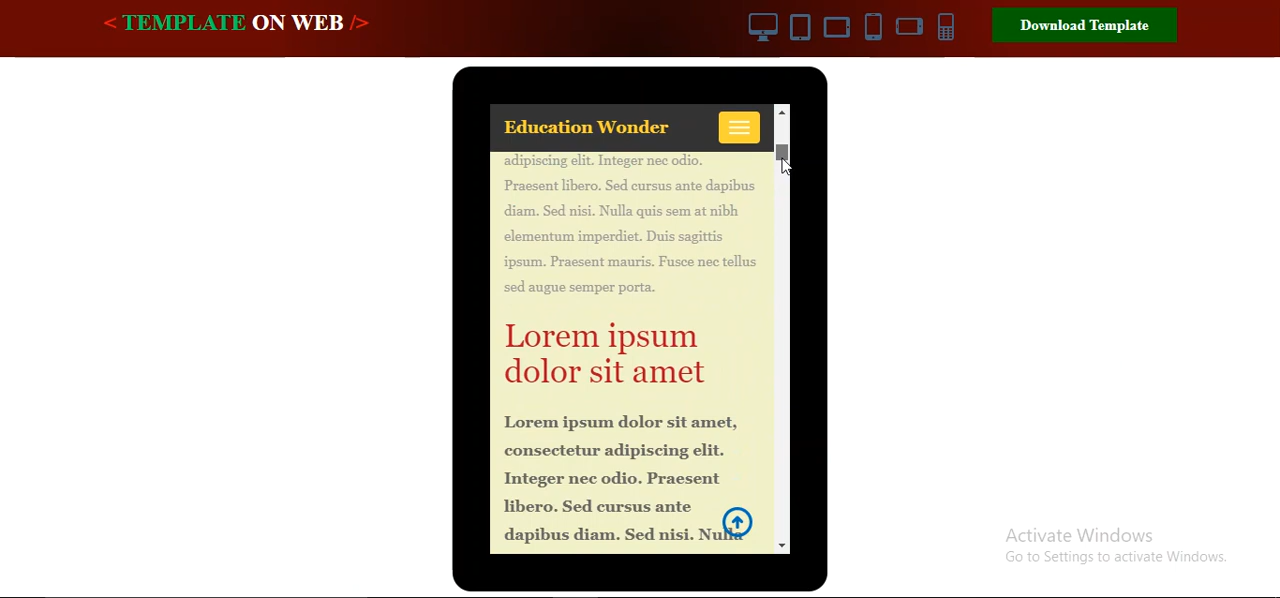 < TEMPLATE ON WEB />
Download Template
Education Wonder
adipiscing elit. Integer nec odio.
Praesent libero. Sed cursus ante dapibus
diam. Sed nisi. Nulla quis sem at nibh
elementum imperdiet. Duis sagittis
ipsum. Praesent mauris. Fusce nec tellus
sed augue semper porta.
Lorem ipsum
dolor sit amet
Lorem ipsum dolor sit amet,
consectetur adipiscing elit.
Integer nec odio. Praesent
libero. Sed cursus ante
dapibus diam. Sed nisi. Nulla
Activate Windows
Go to Settings to activate Windows.